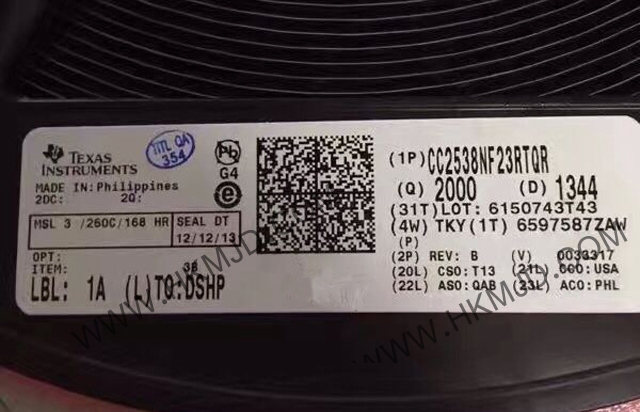 TEXAS
INSTRUMENTS
TITL QA
354
Pb
G4
e
MADE IN: Philippines
2DC: 2Q:
MSL 3 /260C/168 HR
SEAL DT
12/12/13
OPT:
ITEM: 38
LBL: 1A (L)TO:DSHP
(1P)CC2538NF23RTQR
(Q) 2000 (D) 1344
(31T)LOT: 6150743T43
(4W) TKY(1T) 6597587ZAW
(P)
(2P) REV: B (V) 0033317
(20L) CSO:T13 (21L) CCO:USA
(22L) ASO:QAB (23L) ACO:PHL
WWW.HKMJD.COM
WWW.HKMJD.COM